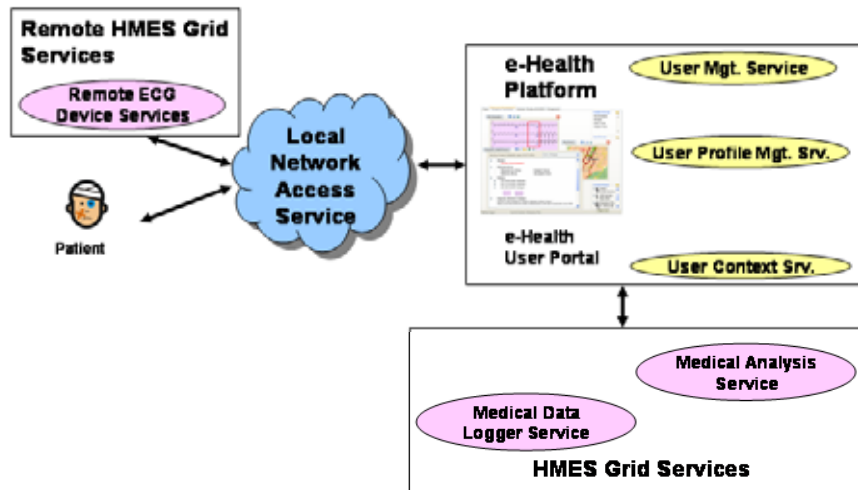 Remote HMES Grid
Services
Remote ECG
Device Services
Local
Network
Access
Service
Patient
e-Health
Platform
e-Health
User Portal
User Mgt. Service
User Profile Mgt. Srv.
User Context Srv.
Medical Analysis
Service
Medical Data
Logger Service
HMES Grid Services